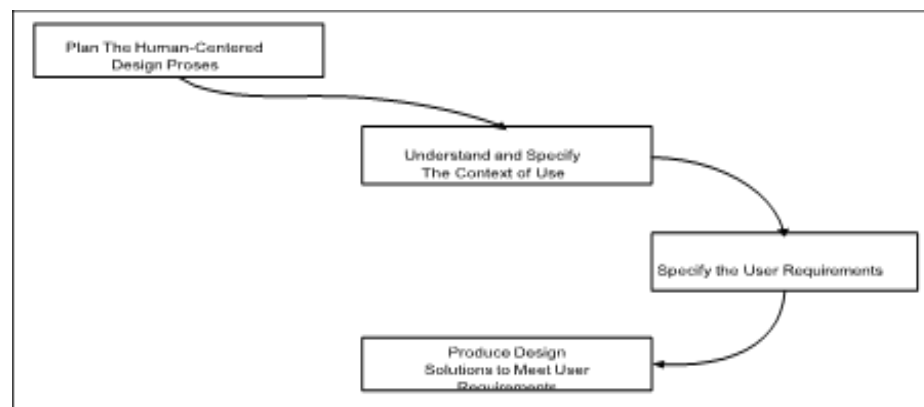 Plan The Human-Centered
Design Proses
Understand and Specify
The Context of Use
Specify the User Requirements
Produce Design
Solutions to Meet User
Requirements